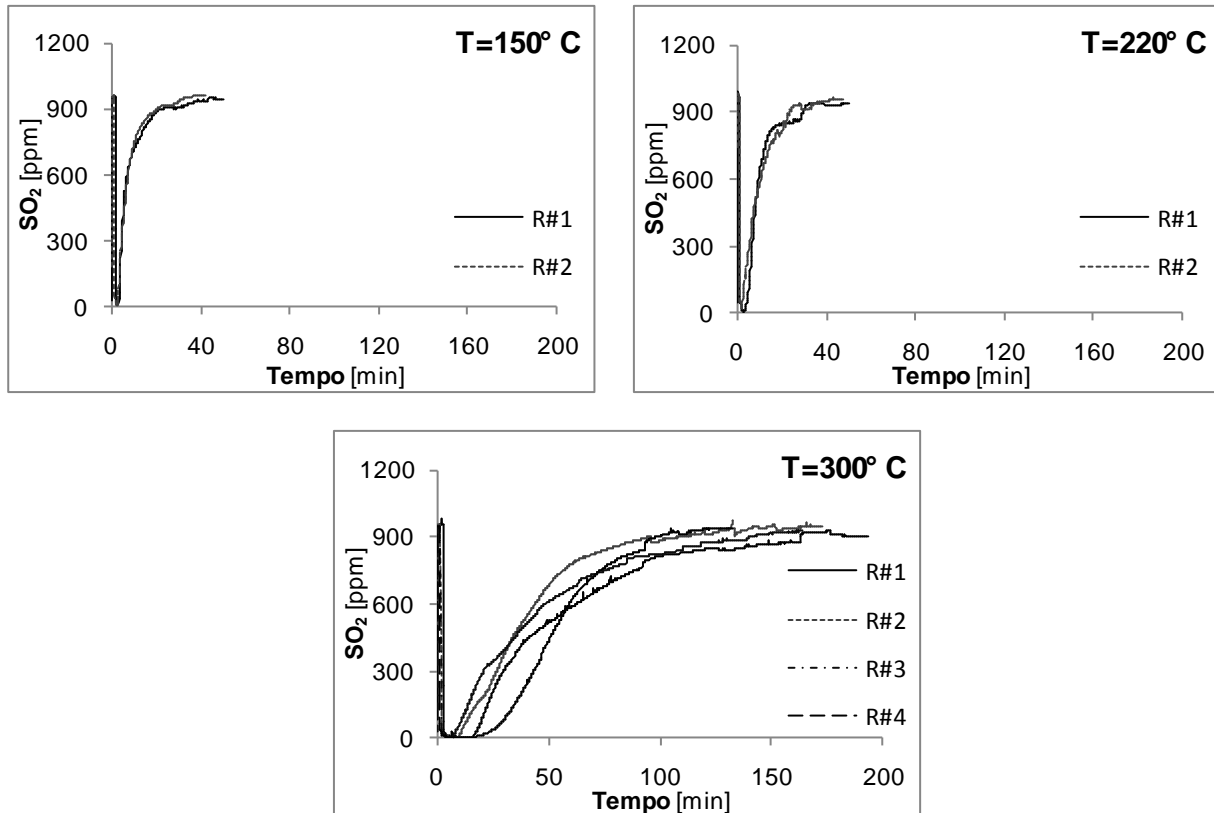 T=150° C
1200
900
600
300
0
SO₂ [ppm]
R#1
R#2
0 40 80 120 160 200
Tempo [min]
T=220° C
1200
900
600
300
0
SO₂ [ppm]
R#1
R#2
0 40 80 120 160 200
Tempo [min]
T=300° C
1200
900
600
300
0
SO₂ [ppm]
R#1
R#2
R#3
R#4
0 50 100 150 200
Tempo [min]